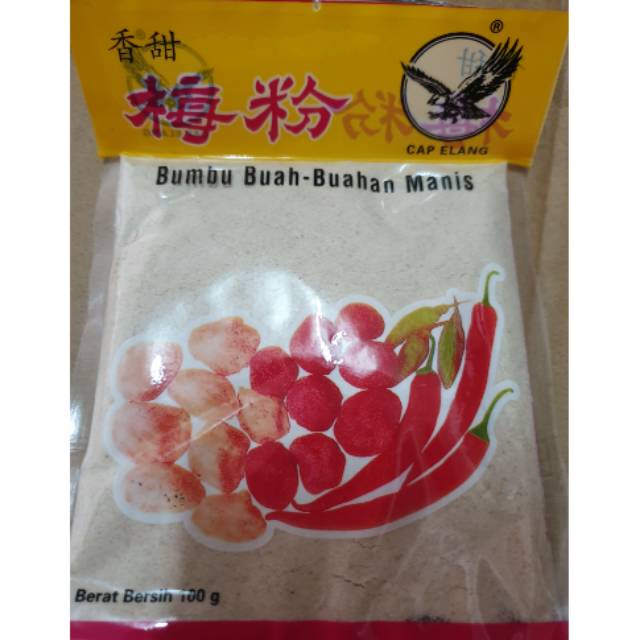 香甜
梅粉
®
CAP ELANG
Bumbu Buah-Buahan Manis
Berat Bersih 100 g